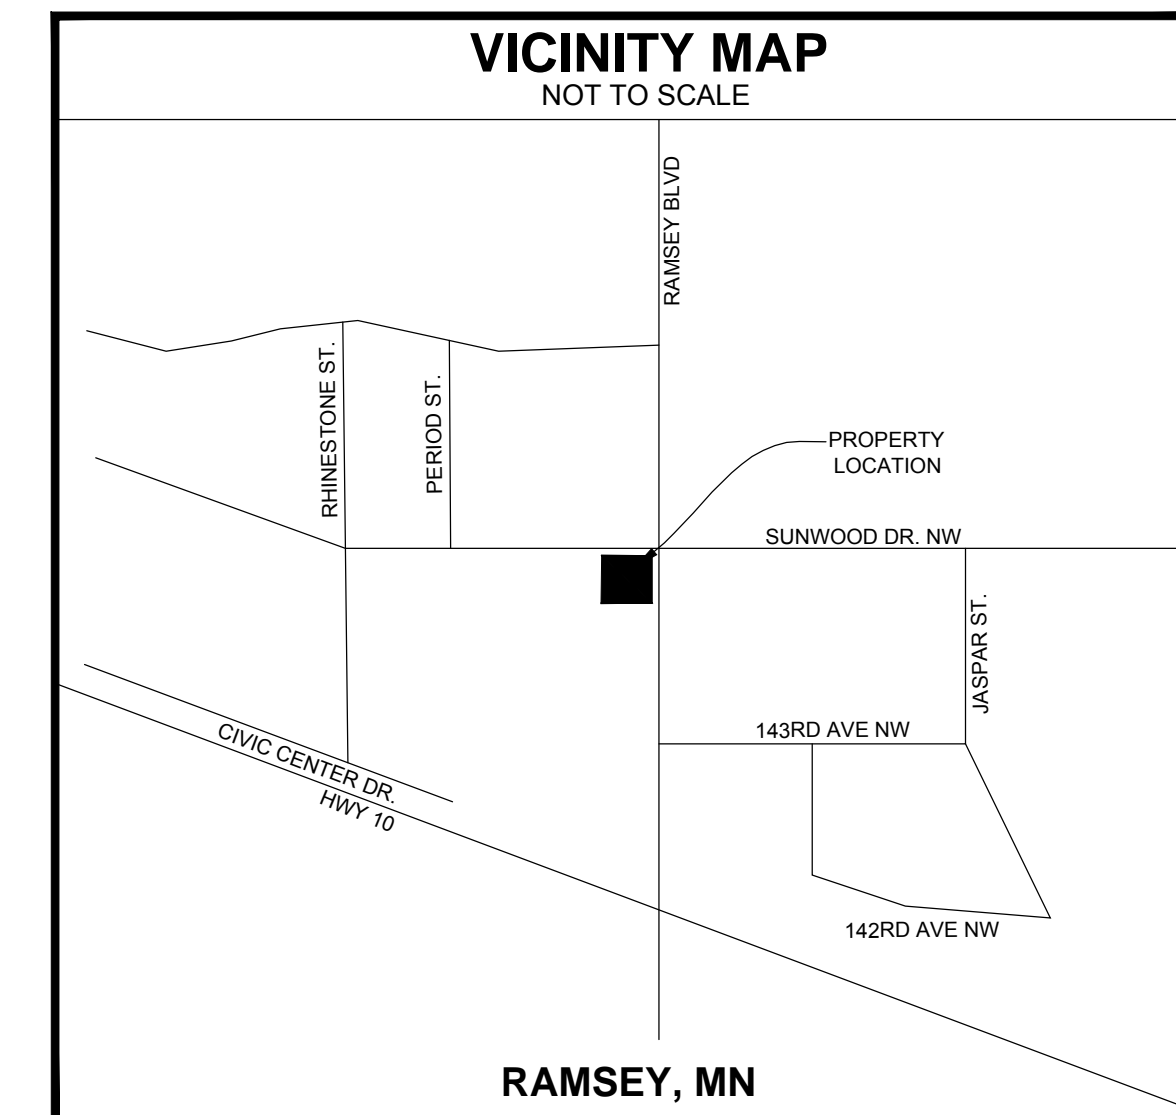 VICINITY MAP
NOT TO SCALE
RAMSEY BLVD
RHINESTONE ST.
PERIOD ST.
PROPERTY
LOCATION
SUNWOOD DR. NW
JASPAR ST.
143RD AVE NW
CIVIC CENTER DR.
HWY 10
142RD AVE NW
RAMSEY, MN